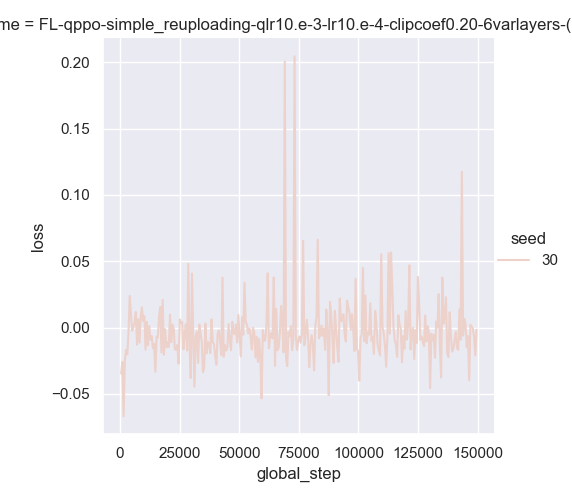 me = FL-qppo-simple_reuploading-qlr10.e-3-lr10.e-4-clipcoef0.20-6varlayers-(
0.20
0.15
0.10
0.05
0.00
−0.05
loss
0 25000 50000 75000 100000 125000 150000
global_step
seed
30